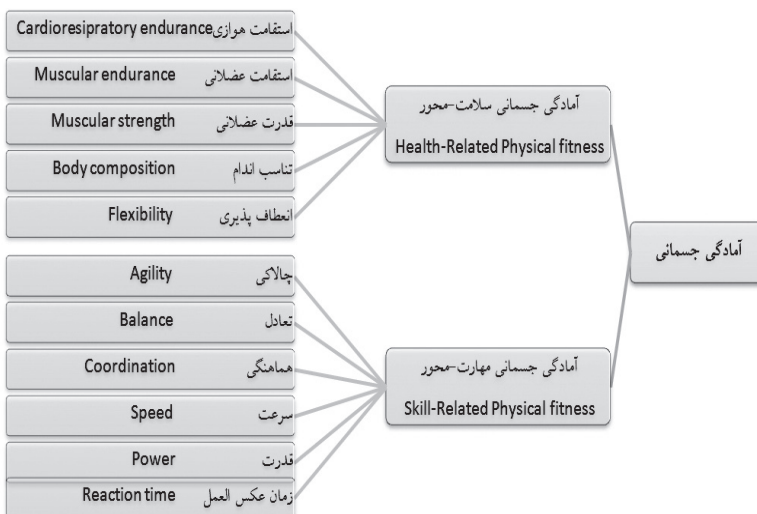 آمادگی جسمانی
آمادگی جسمانی سلامت-محور
Health-Related Physical fitness
استقامت هوازی Cardioresipratory endurance
استقامت عضلانی Muscular endurance
قدرت عضلانی Muscular strength
تناسب اندام Body composition
انعطاف پذیری Flexibility
آمادگی جسمانی مهارت-محور
Skill-Related Physical fitness
چالاکی Agility
تعادل Balance
هماهنگی Coordination
سرعت Speed
قدرت Power
زمان عکس العمل Reaction time